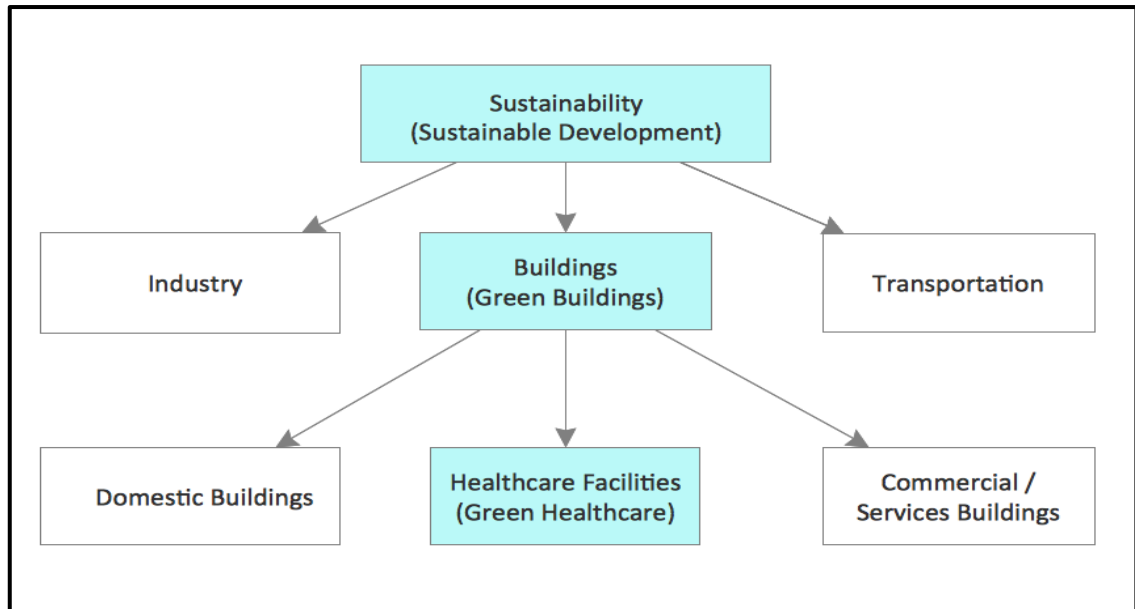 Sustainability
(Sustainable Development)
Industry
Buildings
(Green Buildings)
Transportation
Domestic Buildings
Healthcare Facilities
(Green Healthcare)
Commercial /
Services Buildings